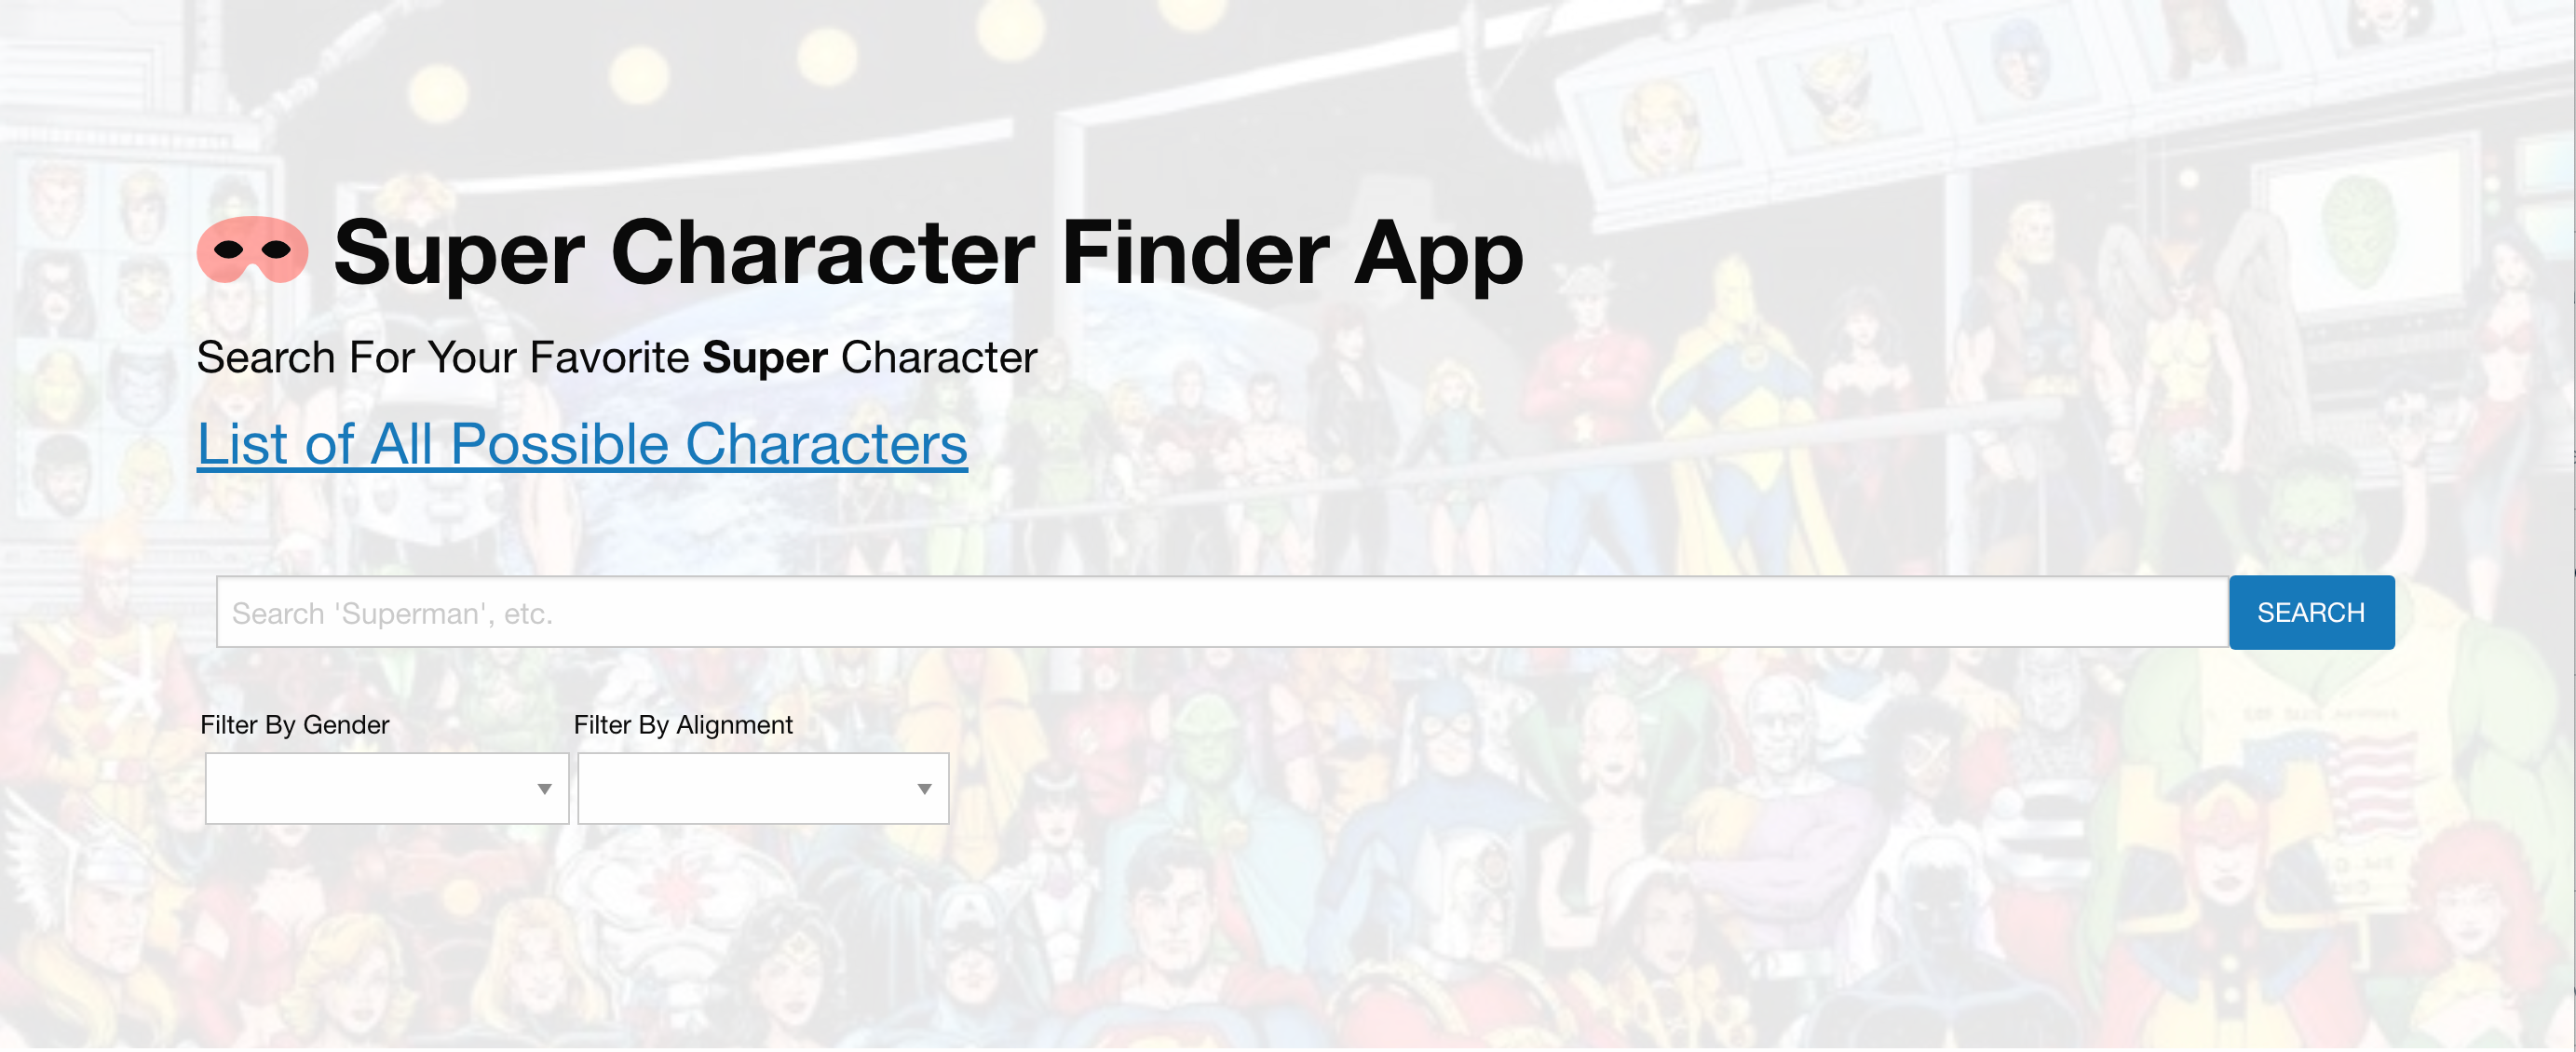 Super Character Finder App
Search For Your Favorite Super Character
List of All Possible Characters
Search 'Superman', etc.
SEARCH
Filter By Gender
Filter By Alignment